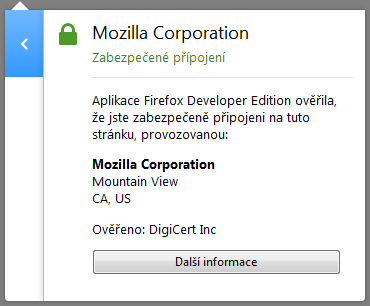 Mozilla Corporation
Zabezpečené připojení
Aplikace Firefox Developer Edition ověřila,
že jste zabezpečeně připojeni na tuto
stránku, provozovanou:
Mozilla Corporation
Mountain View
CA, US
Ověřeno: DigiCert Inc
Další informace